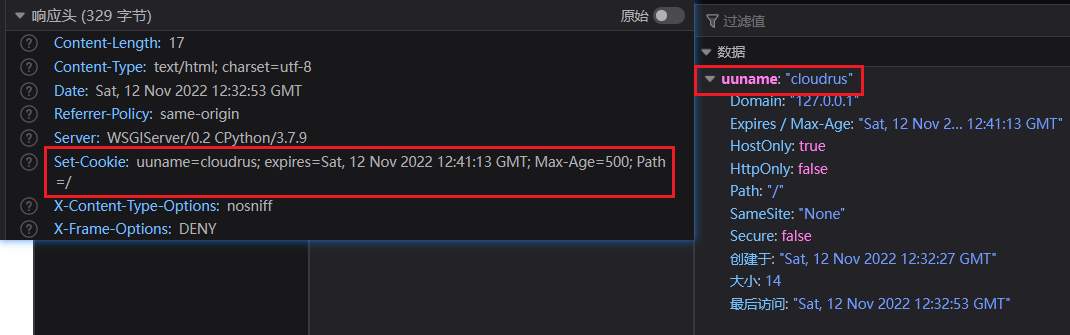 响应头 (329 字节)
原始
Content-Length: 17
Content-Type: text/html; charset=utf-8
Date: Sat, 12 Nov 2022 12:32:53 GMT
Referrer-Policy: same-origin
Server: WSGIServer/0.2 CPython/3.7.9
Set-Cookie: uuname=cloudrus; expires=Sat, 12 Nov 2022 12:41:13 GMT; Max-Age=500; Path
=/
X-Content-Type-Options: nosniff
X-Frame-Options: DENY
过滤值
数据
uuname: "cloudrus"
Domain: "127.0.0.1"
Expires / Max-Age: "Sat, 12 Nov 2... 12:41:13 GMT"
HostOnly: true
HttpOnly: false
Path: "/"
SameSite: "None"
Secure: false
创建于: "Sat, 12 Nov 2022 12:32:27 GMT"
大小: 14
最后访问: "Sat, 12 Nov 2022 12:32:53 GMT"